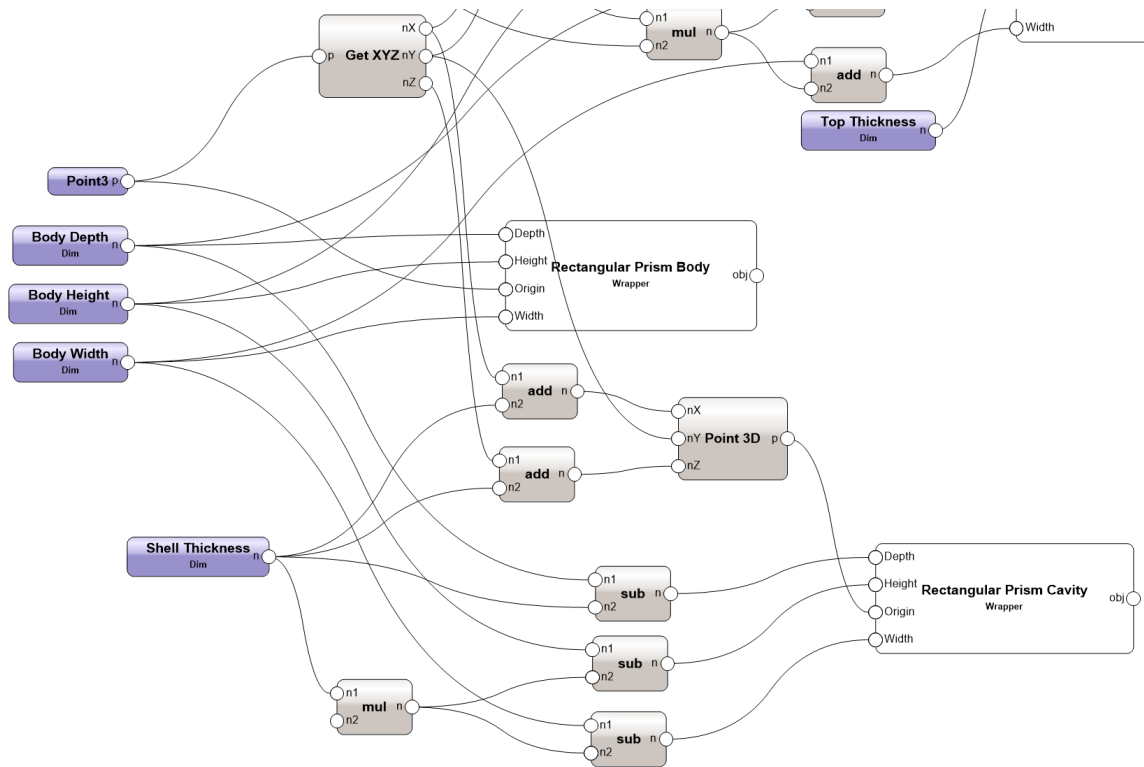 nX
p Get XYZ nY
nZ
n1
mul n
n2
n1
add n
n2
Width
Top Thickness n
Dim
Point3 p
Body Depth n
Dim
Body Height n
Dim
Body Width n
Dim
Depth
Height
Rectangular Prism Body
obj
Wrapper
Origin
Width
n1
add n
n2
n1
add n
n2
nX
nY Point 3D p
nZ
Shell Thickness n
Dim
n1
sub n
n2
n1
sub n
n2
n1
mul n
n2
n1
sub n
n2
Depth
Height
Rectangular Prism Cavity
obj
Wrapper
Origin
Width